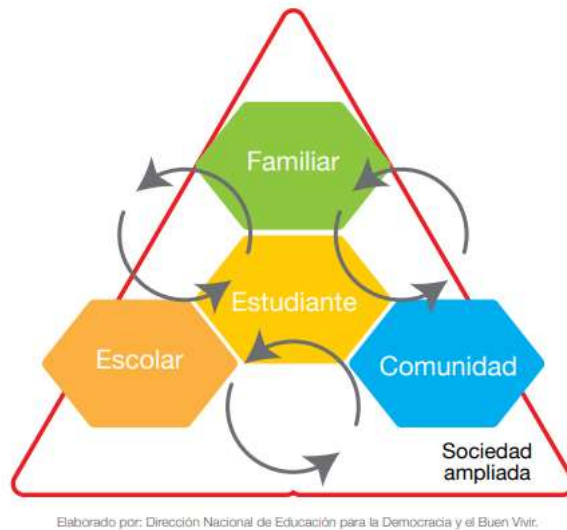 Familiar
Estudiante
Escolar
Comunidad
Sociedad
ampliada
Elaborado por: Dirección Nacional de Educación para la Democracia y el Buen Vivir.